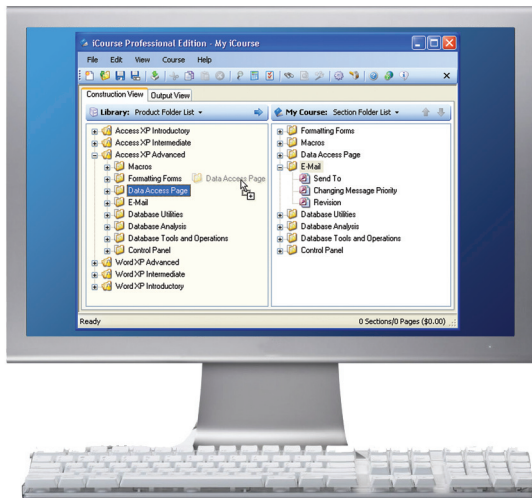 iCourse Professional Edition - My iCourse
File Edit View Course Help
Construction View Output View
Library: Product Folder List
Access XP Introductory
Access XP Intermediate
Access XP Advanced
Macros
Formatting Forms
Data Access Page
Data Access Page
E-Mail
Database Utilities
Database Analysis
Database Tools and Operations
Control Panel
Word XP Advanced
Word XP Intermediate
Word XP Introductory
My Course: Section Folder List
Formatting Forms
Macros
Data Access Page
E-Mail
Send To
Changing Message Priority
Revision
Database Utilities
Database Analysis
Database Tools and Operations
Control Panel
Ready 0 Sections/0 Pages ($0.00)